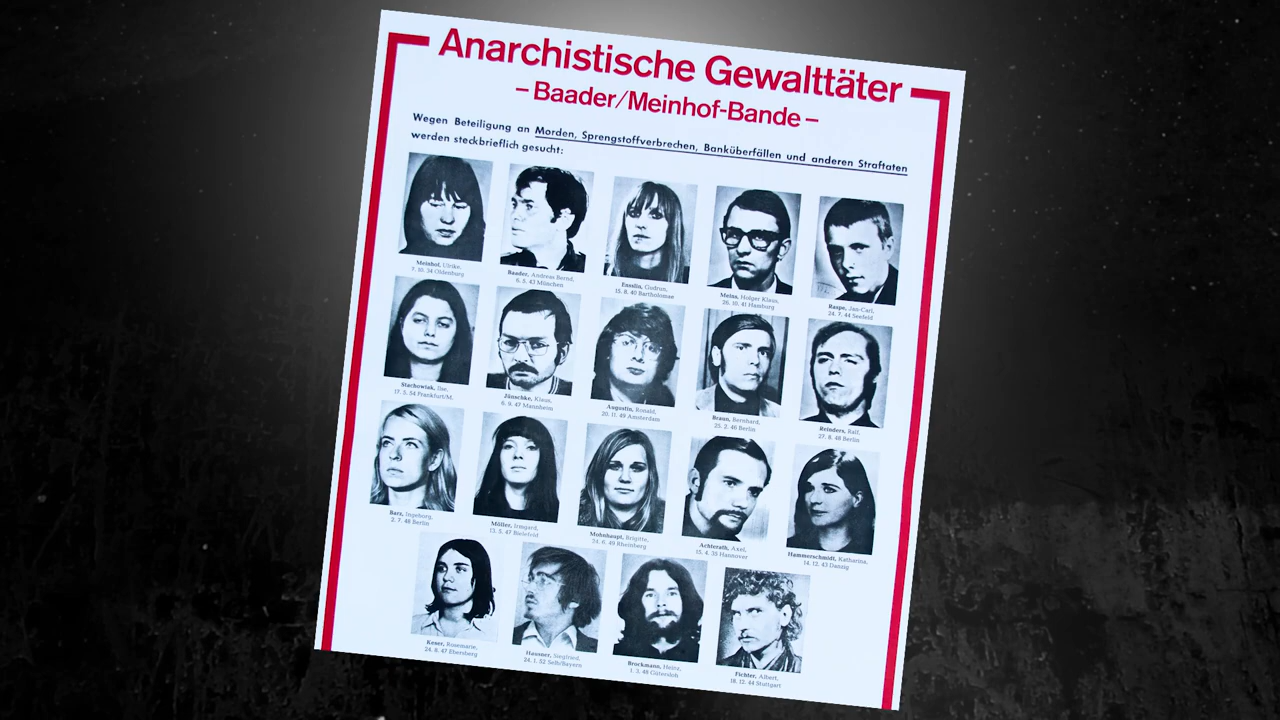 Anarchistische Gewalttäter
– Baader/Meinhof-Bande –
Wegen Beteiligung an Morden, Sprengstoffverbrechen, Banküberfällen und anderen Straftaten
werden steckbrieflich gesucht:
Meinhof, Ulrike,
7. 10. 34 Oldenburg
Baader, Andreas Bernd,
6. 5. 43 München
Ensslin, Gudrun,
15. 8. 40 Bartholomae
Meins, Holger Klaus,
26. 10. 41 Hamburg
Raspe, Jan-Carl,
24. 7. 44 Seefeld
Stachowiak, Ilse,
17. 5. 54 Frankfurt/M.
Jünschke, Klaus,
6. 9. 47 Mannheim
Augustin, Ronald,
20. 11. 49 Amsterdam
Braun, Bernhard,
25. 2. 46 Berlin
Reinders, Ralf,
27. 8. 48 Berlin
Barz, Ingeborg,
2. 7. 48 Berlin
Möller, Irmgard,
13. 5. 47 Bielefeld
Mohnhaupt, Brigitte,
24. 6. 49 Rheinberg
Achterath, Axel,
15. 4. 35 Hannover
Hammerschmidt, Katharina,
14. 12. 43 Danzig
Keser, Rosemarie,
24. 8. 47 Ebersberg
Hausner, Siegfried,
24. 1. 52 Selb/Bayern
Brockmann, Heinz,
1. 3. 48 Gütersloh
Fichter, Albert,
18. 12. 44 Stuttgart